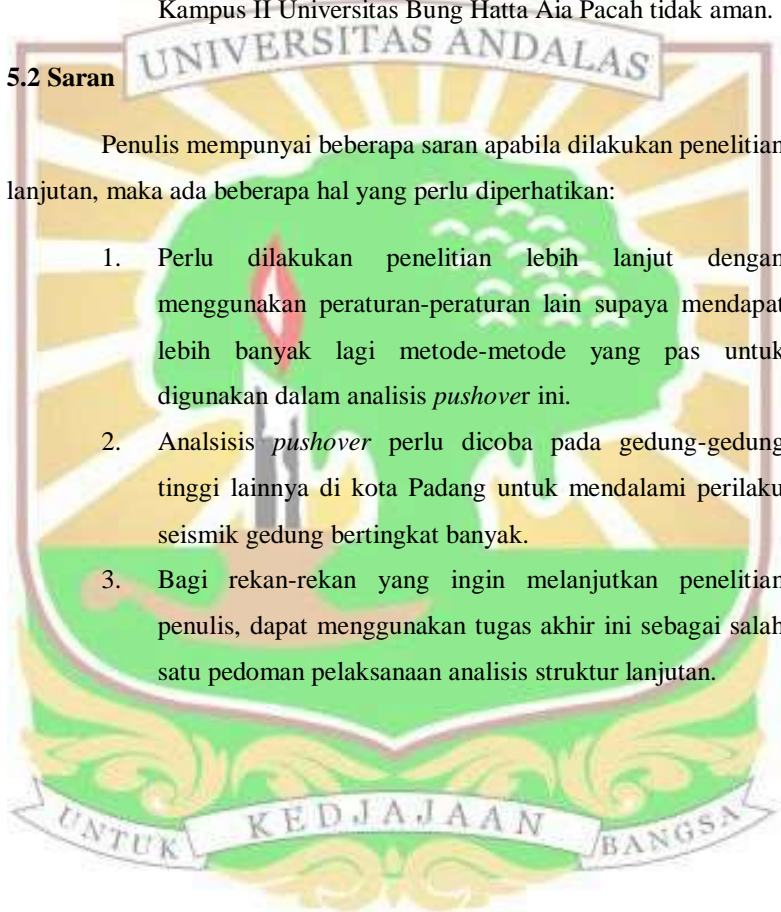 Kampus II Universitas Bung Hatta Aia Pacah tidak aman.
UNIVERSITAS ANDALAS
5.2 Saran
Penulis mempunyai beberapa saran apabila dilakukan penelitian
lanjutan, maka ada beberapa hal yang perlu diperhatikan:
1. Perlu dilakukan penelitian lebih lanjut dengan
menggunakan peraturan-peraturan lain supaya mendapat
lebih banyak lagi metode-metode yang pas untuk
digunakan dalam analisis pushover ini.
2. Analsisis pushover perlu dicoba pada gedung-gedung
tinggi lainnya di kota Padang untuk mendalami perilaku
seismik gedung bertingkat banyak.
3. Bagi rekan-rekan yang ingin melanjutkan penelitian
penulis, dapat menggunakan tugas akhir ini sebagai salah
satu pedoman pelaksanaan analisis struktur lanjutan.
UNTUK KEDJAJAAN BANGSA